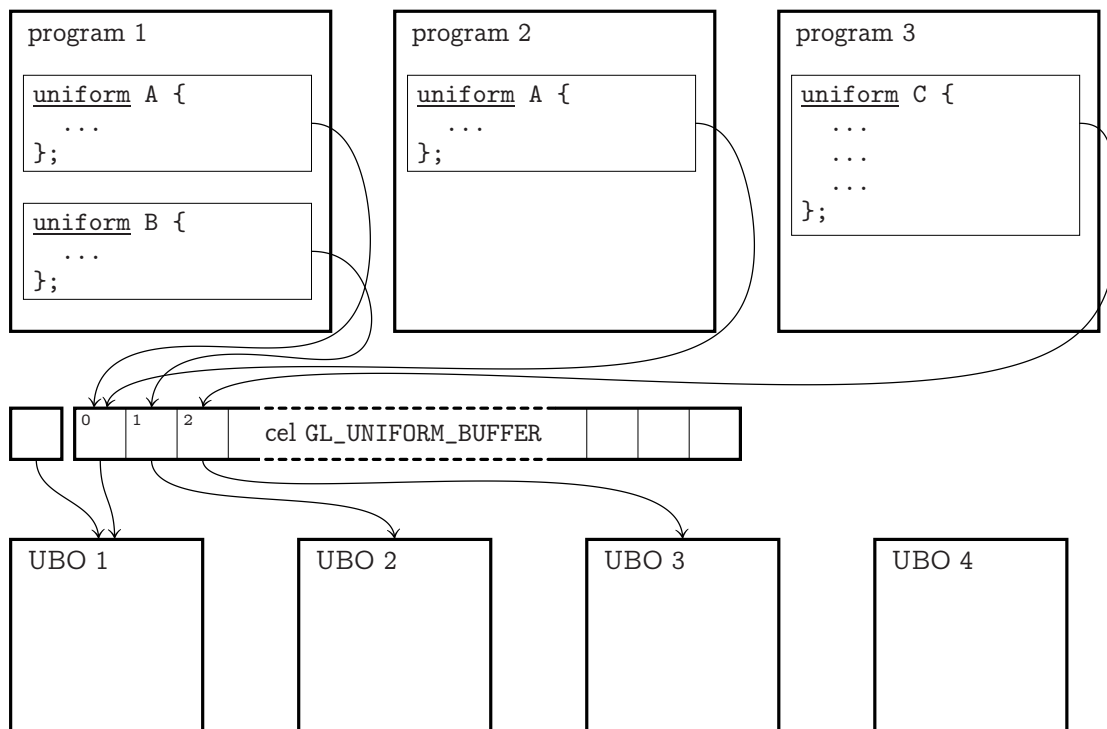 program 1
uniform A {
...
};
uniform B {
...
};
program 2
uniform A {
...
};
program 3
uniform C {
...
...
...
};
0
1
2
cel GL_UNIFORM_BUFFER
UBO 1
UBO 2
UBO 3
UBO 4